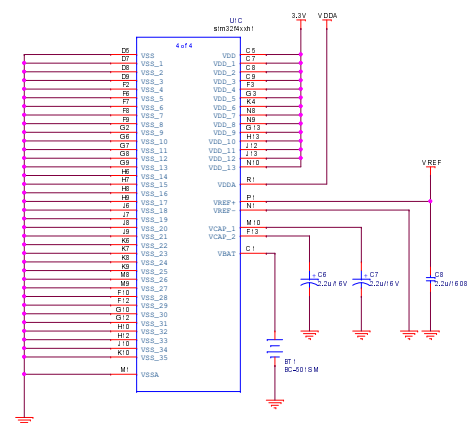 U1C
stm32f4xxh1
4 of 4
3.3V
VDDA
D5 VSS VDD C5
D7 VSS_1 VDD_1 C7
D8 VSS_2 VDD_2 C8
D9 VSS_3 VDD_3 C9
F2 VSS_4 VDD_4 F3
F6 VSS_5 VDD_5 G3
F7 VSS_6 VDD_6 K4
F8 VSS_7 VDD_7 N8
F9 VSS_8 VDD_8 N9
G2 VSS_9 VDD_9 G13
G6 VSS_10 VDD_10 H13
G7 VSS_11 VDD_11 J12
G8 VSS_12 VDD_12 J13
G9 VSS_13 VDD_13 N10
H6 VSS_14
H7 VSS_15 VDDA R1
H8 VSS_16
H9 VSS_17 VREF+ P1
J6 VSS_18 VREF- N1
J7 VSS_19
J8 VSS_20 VCAP_1 M10
J9 VSS_21 VCAP_2 F13
K6 VSS_22
K7 VSS_23 VBAT C1
K8 VSS_24
K9 VSS_25
M8 VSS_26
M9 VSS_27
F10 VSS_28
F12 VSS_29
G10 VSS_30
G12 VSS_31
H10 VSS_32
H12 VSS_33
J10 VSS_34
K10 VSS_35
M1 VSSA
VREF
+ C6
2.2u/16V
+ C7
2.2u/16V
C8
2.2u/1608
BT1
BC-501SM